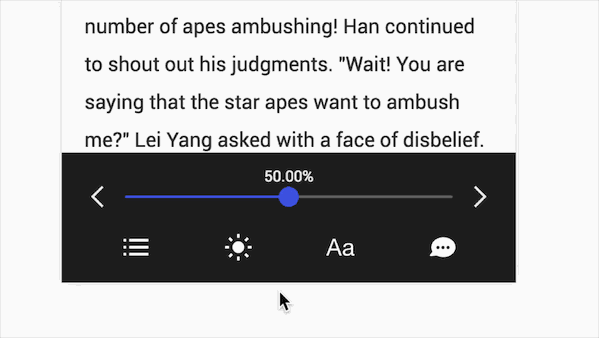 number of apes ambushing! Han continued
to shout out his judgments. "Wait! You are
saying that the star apes want to ambush
me?" Lei Yang asked with a face of disbelief.
50.00%
Aa